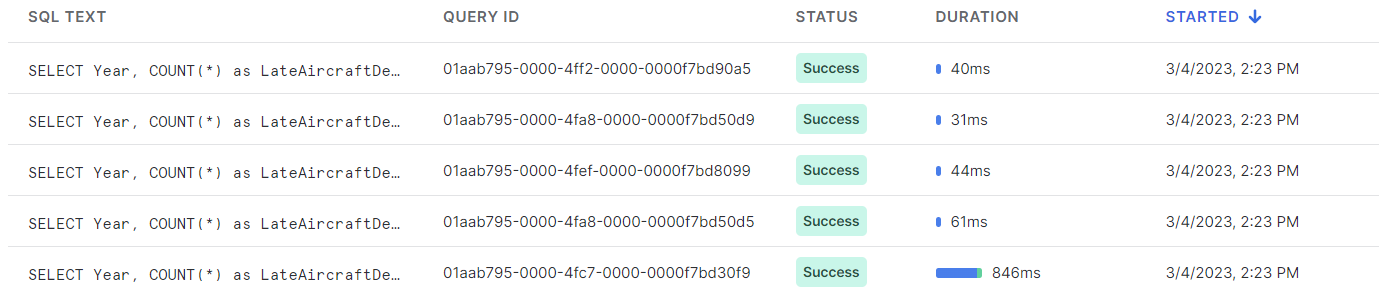 SQL TEXT QUERY ID STATUS DURATION STARTED
SELECT Year, COUNT(*) as LateAircraftDe… 01aab795-0000-4ff2-0000-0000f7bd90a5 Success 40ms 3/4/2023, 2:23 PM
SELECT Year, COUNT(*) as LateAircraftDe… 01aab795-0000-4fa8-0000-0000f7bd50d9 Success 31ms 3/4/2023, 2:23 PM
SELECT Year, COUNT(*) as LateAircraftDe… 01aab795-0000-4fef-0000-0000f7bd8099 Success 44ms 3/4/2023, 2:23 PM
SELECT Year, COUNT(*) as LateAircraftDe… 01aab795-0000-4fa8-0000-0000f7bd50d5 Success 61ms 3/4/2023, 2:23 PM
SELECT Year, COUNT(*) as LateAircraftDe… 01aab795-0000-4fc7-0000-0000f7bd30f9 Success 846ms 3/4/2023, 2:23 PM